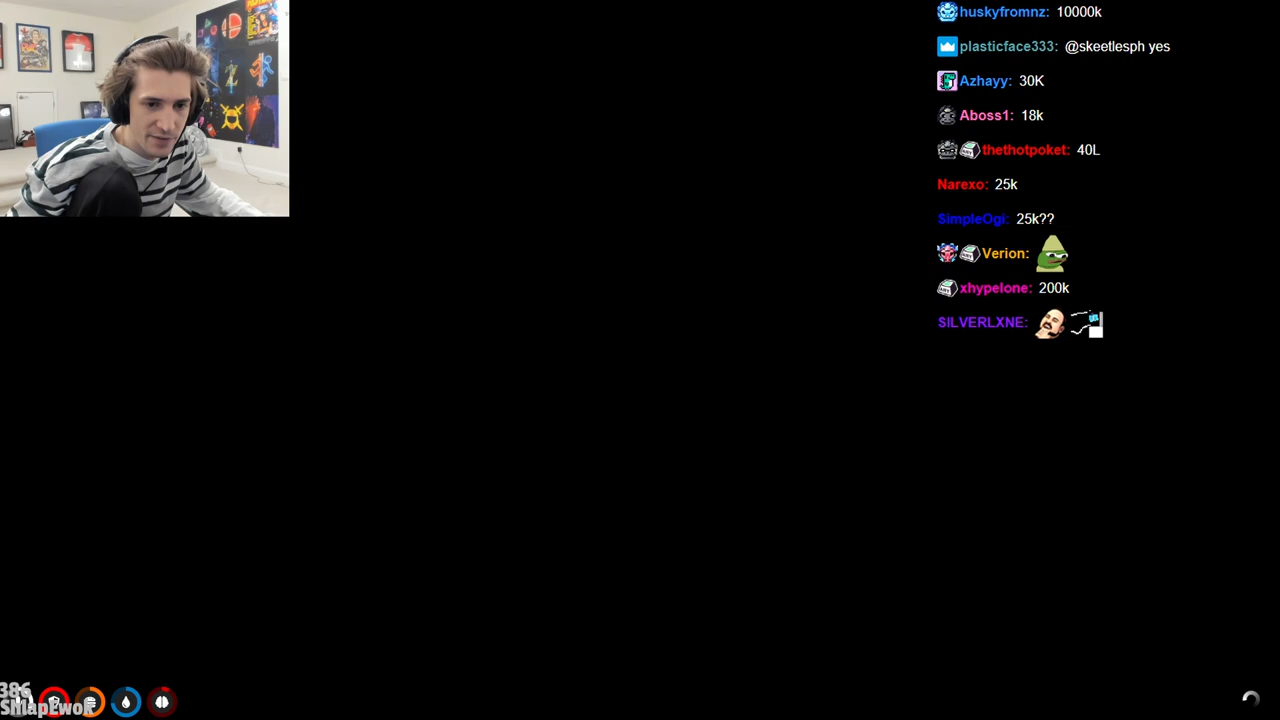 huskyfromnz: 10000k
plasticface333: @skeetlesph yes
Azhayy: 30K
Aboss1: 18k
thethotpoket: 40L
Narexo: 25k
SimpleOgi: 25k??
Verion:
xhypelone: 200k
SILVERLXNE:
386